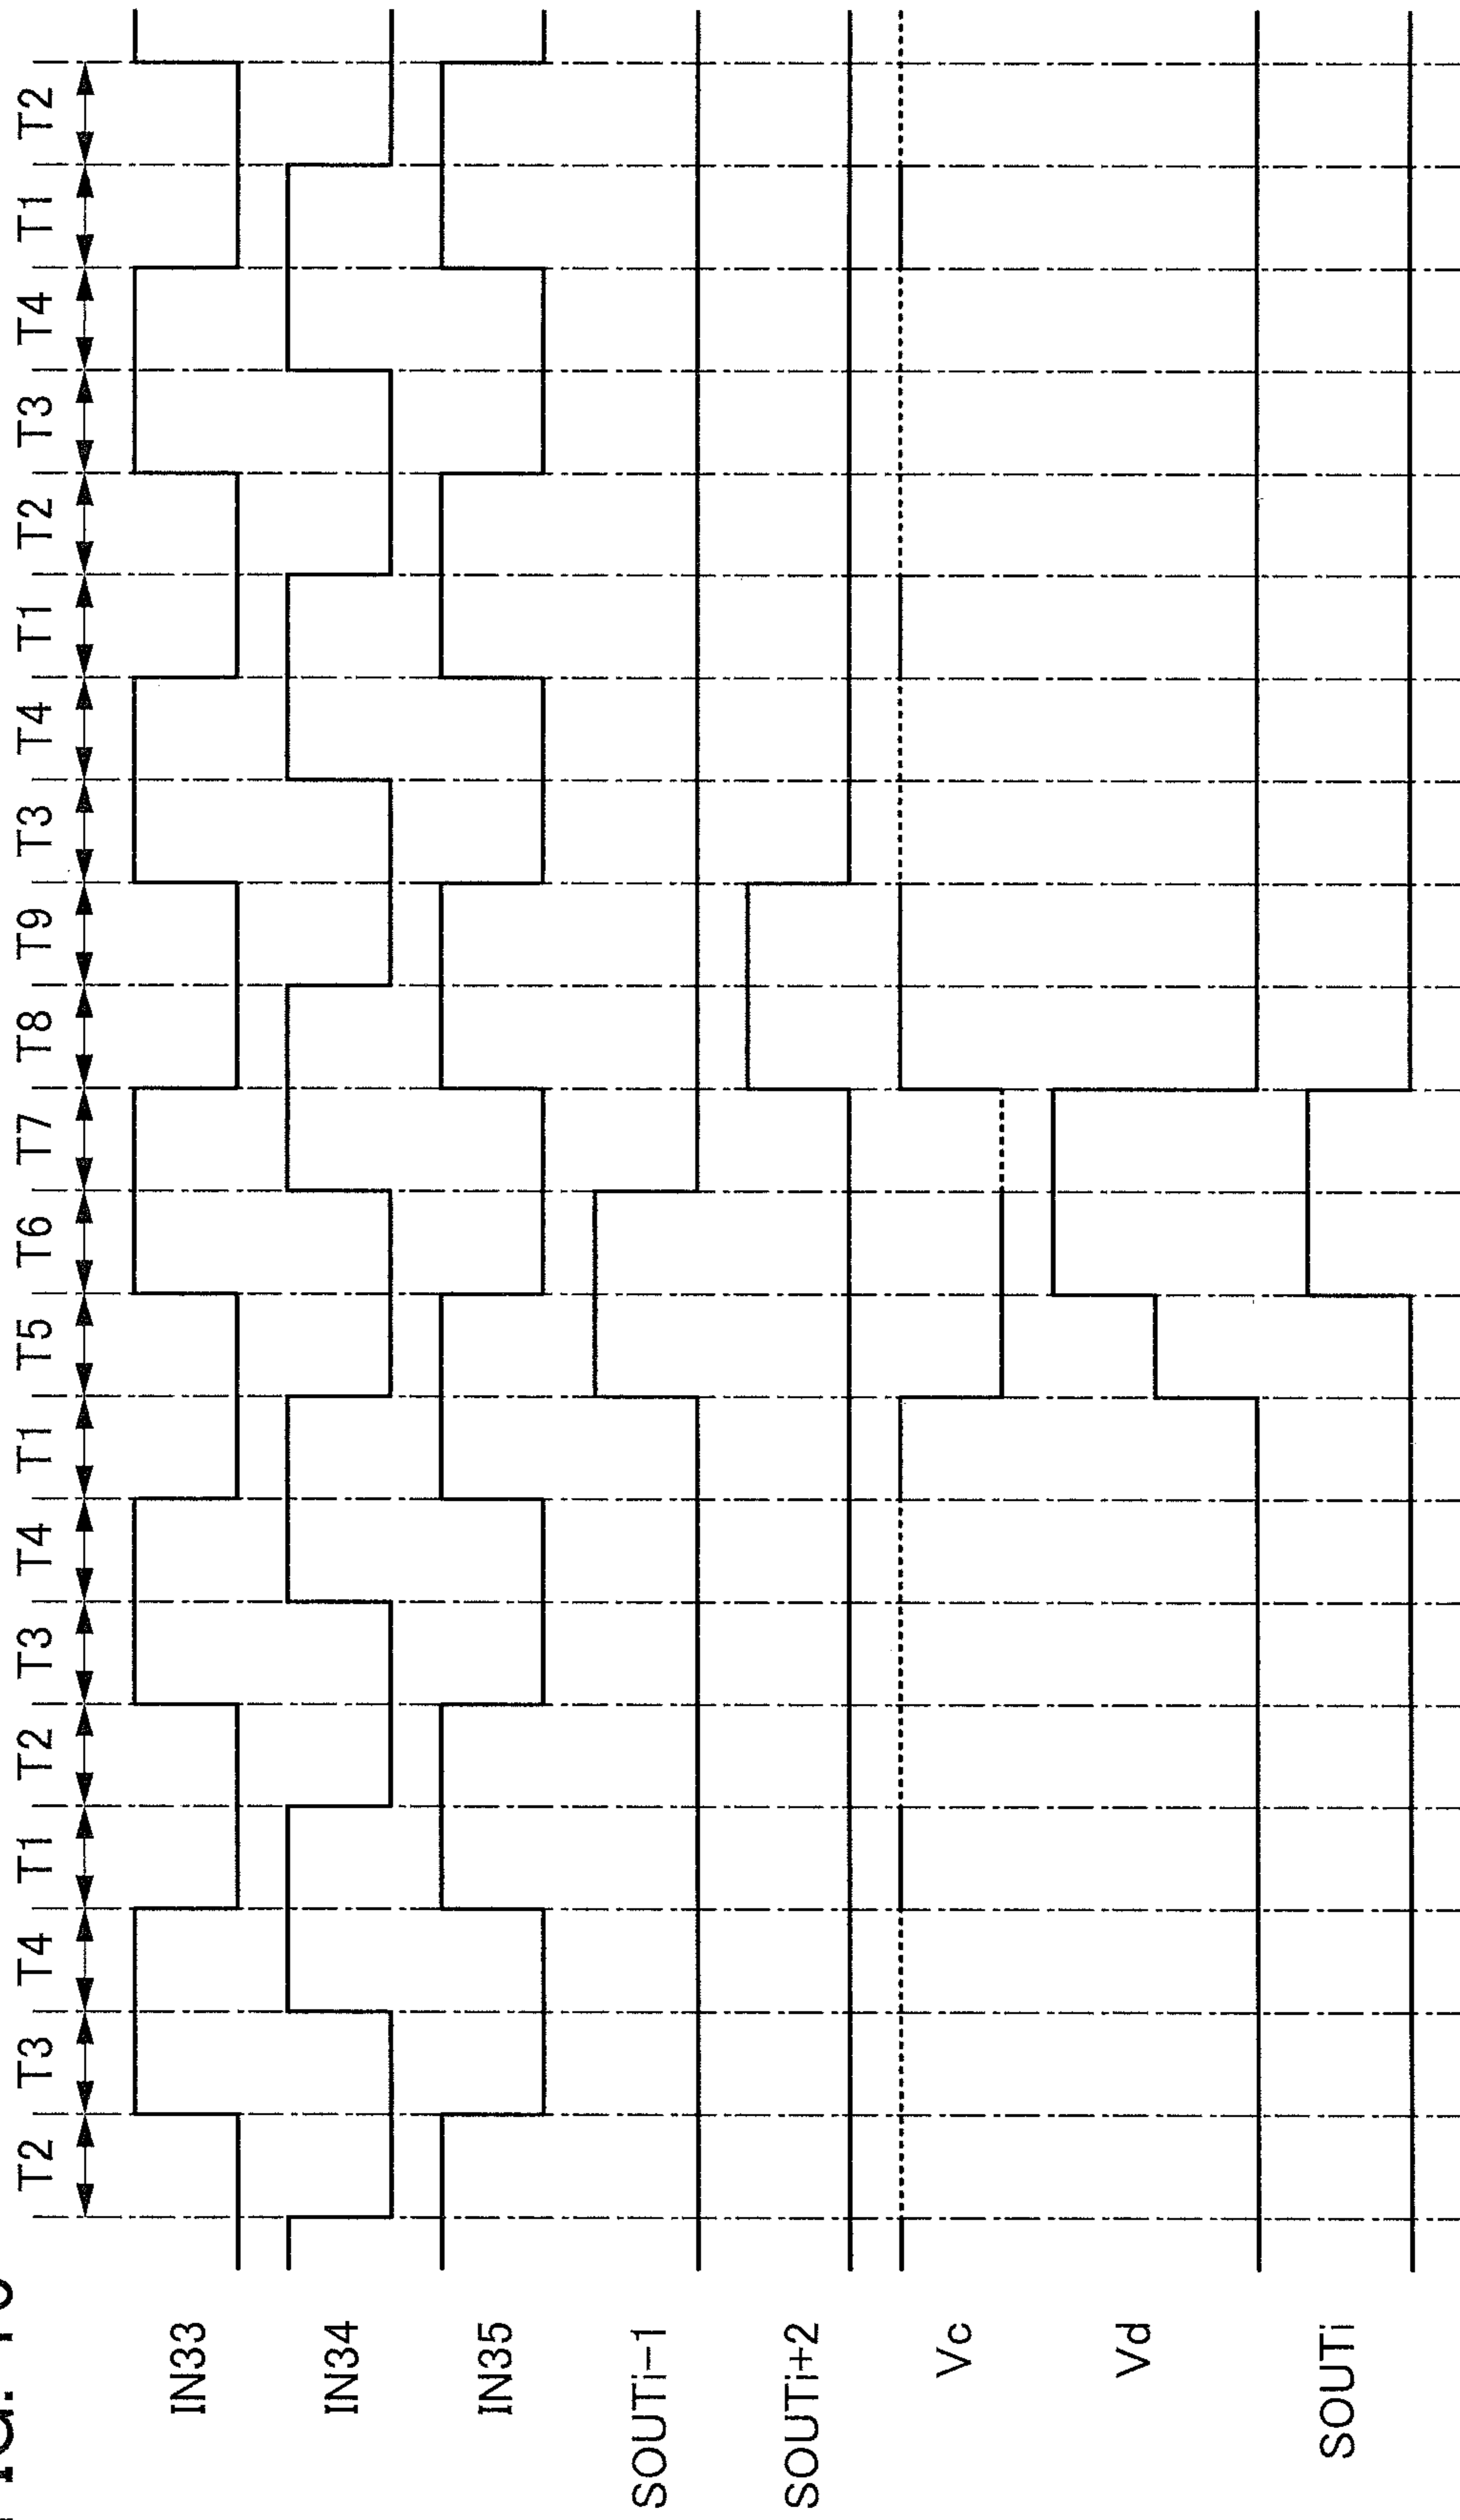 T2 T3 T4 T1 T2 T3 T4 T1 T5 T6 T7 T8 T9 T3 T4 T1 T2 T3 T4 T1 T2
IN33
IN34
IN35
SOUTi-1
SOUTi+2
Vc
Vd
SOUTi